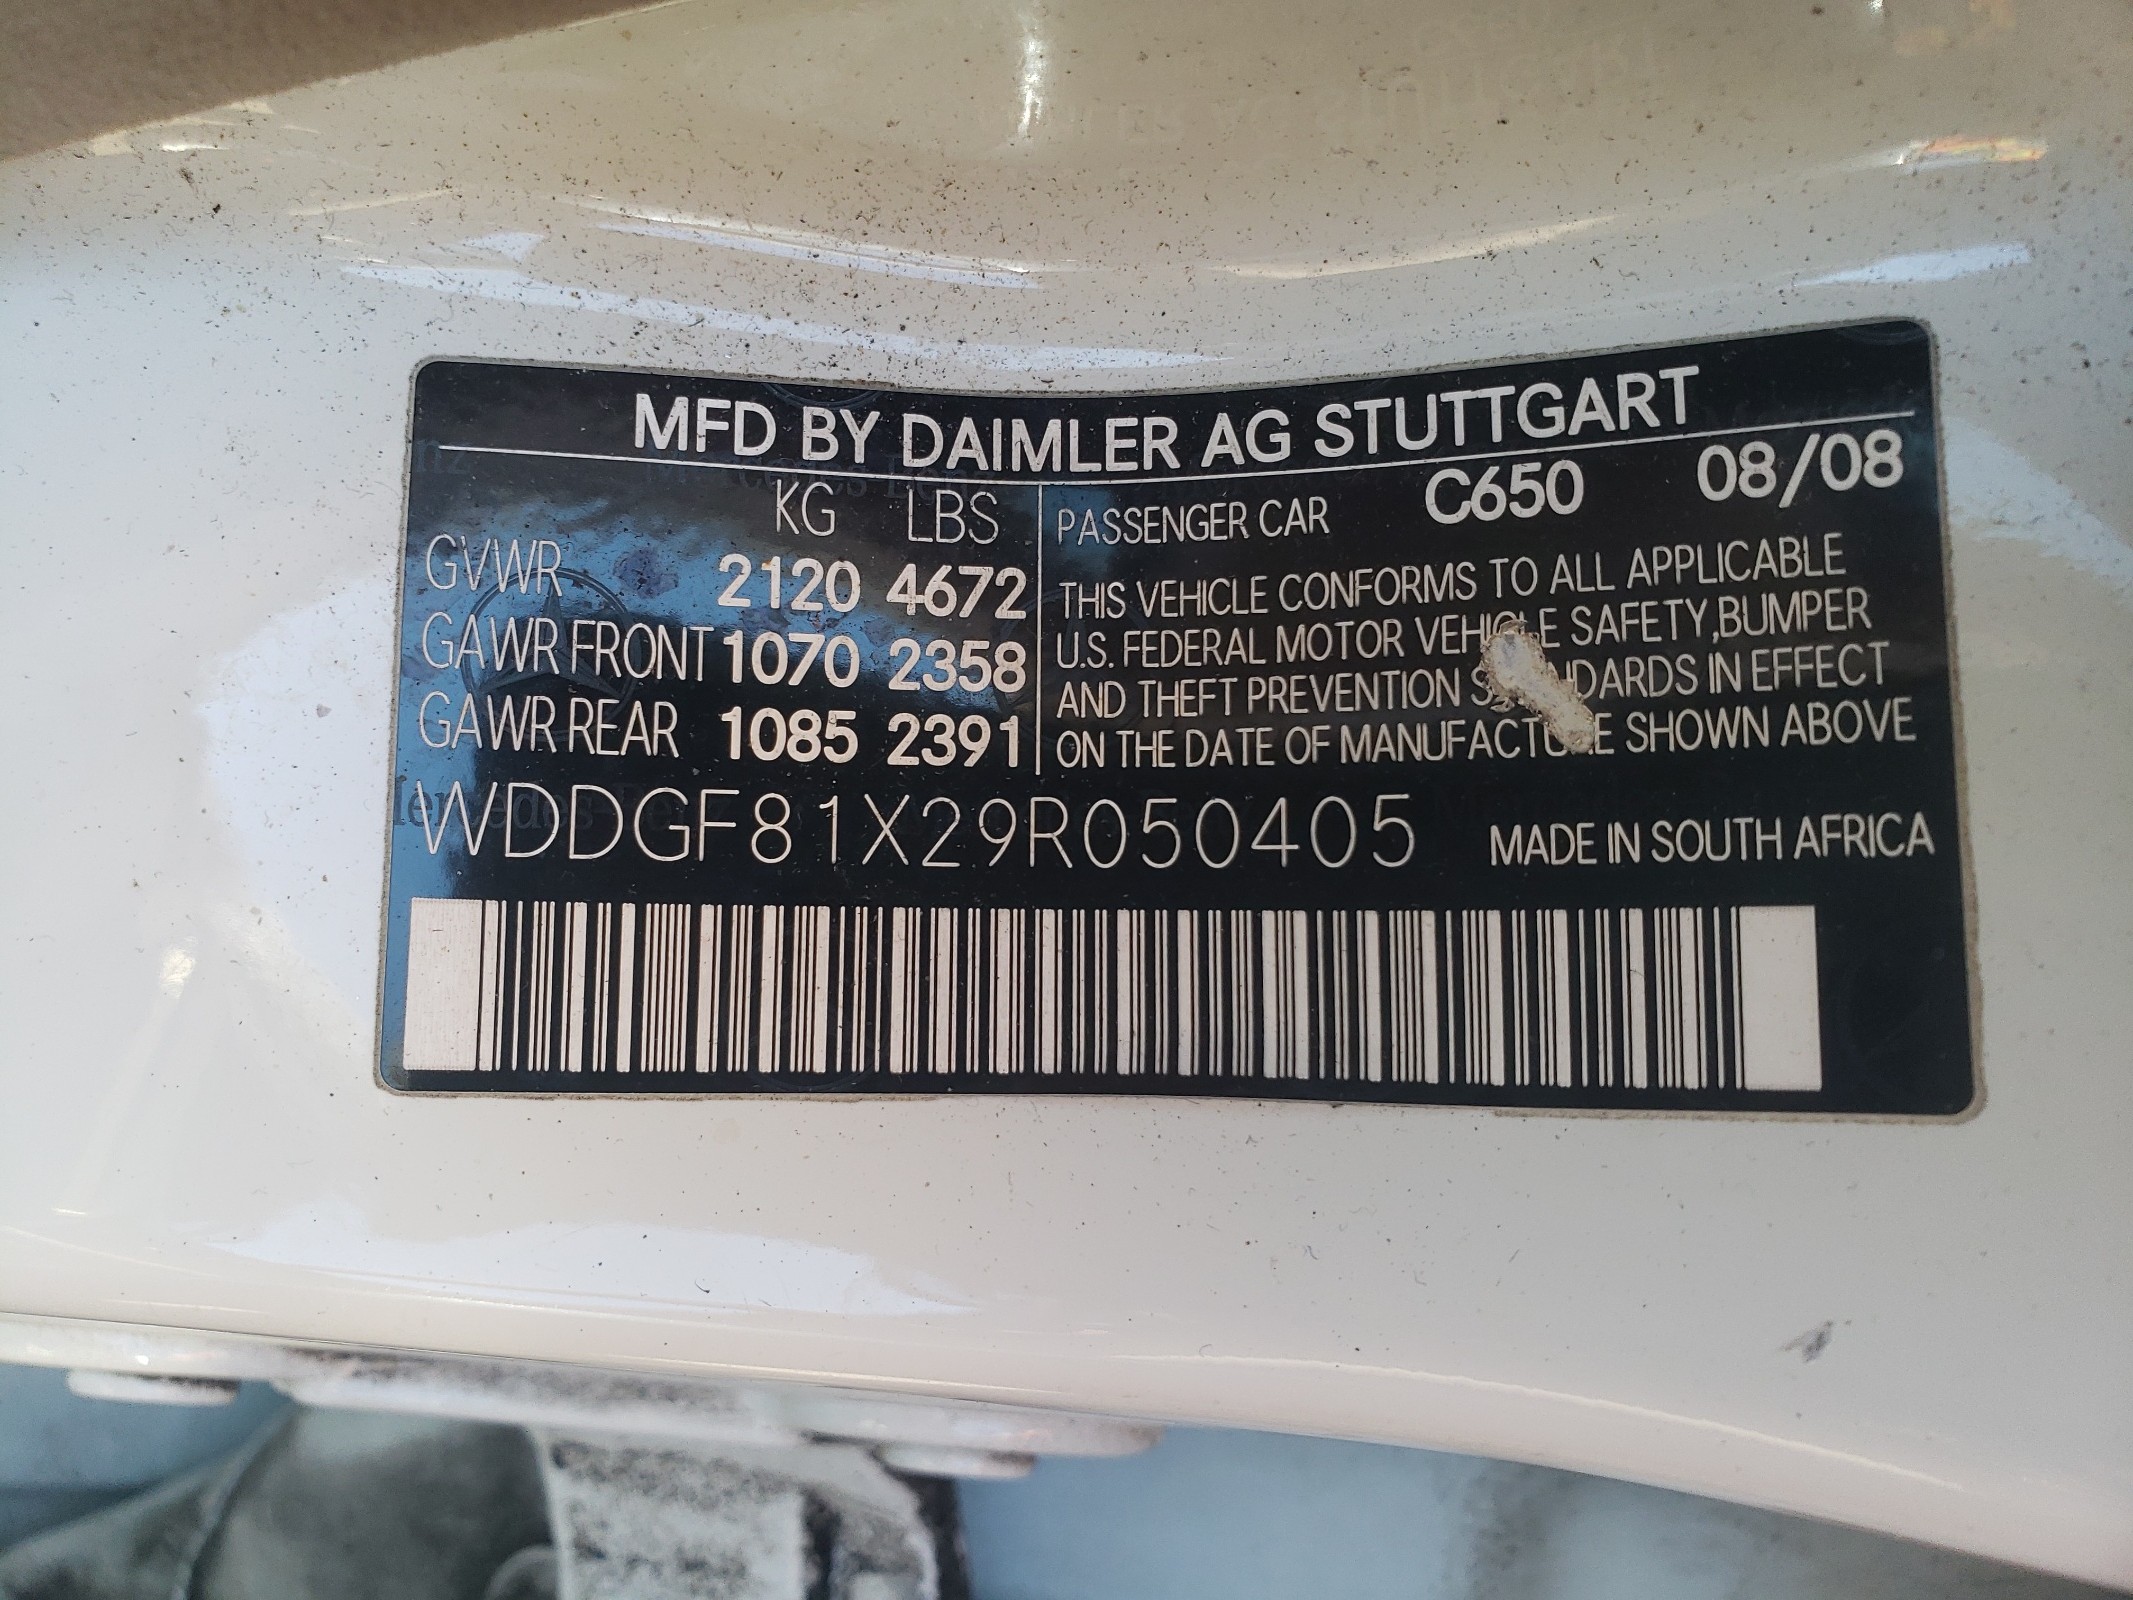 MFD BY DAIMLER AG STUTTGART
KG LBS
GVWR 2120 4672
GAWR FRONT 1070 2358
GAWR REAR 1085 2391
PASSENGER CAR C650 08/08
THIS VEHICLE CONFORMS TO ALL APPLICABLE
U.S. FEDERAL MOTOR VEHICLE SAFETY,BUMPER
AND THEFT PREVENTION STANDARDS IN EFFECT
ON THE DATE OF MANUFACTURE SHOWN ABOVE
WDDGF81X29R050405 MADE IN SOUTH AFRICA